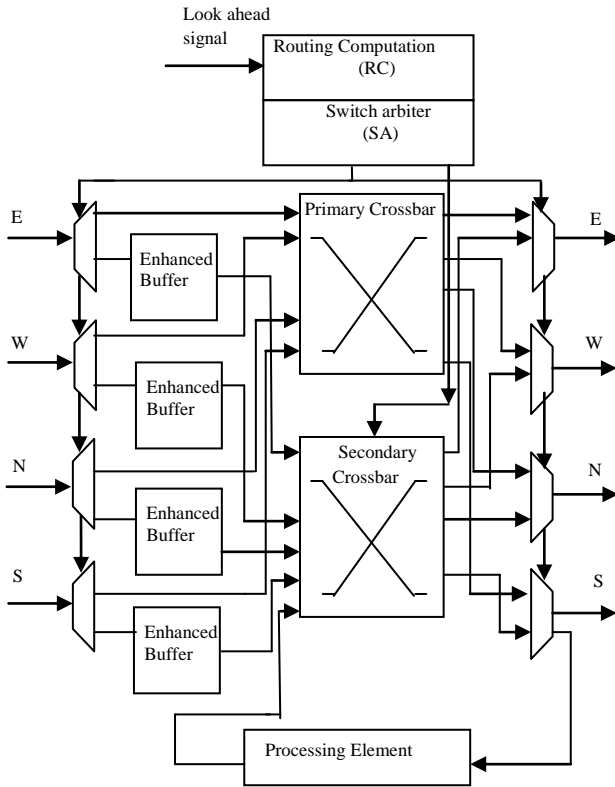 Look ahead
signal
Routing Computation
(RC)
Switch arbiter
(SA)
E
Primary Crossbar
E
Enhanced
Buffer
W
W
Enhanced
Buffer
Secondary
Crossbar
N
N
Enhanced
Buffer
S
S
Enhanced
Buffer
Processing Element